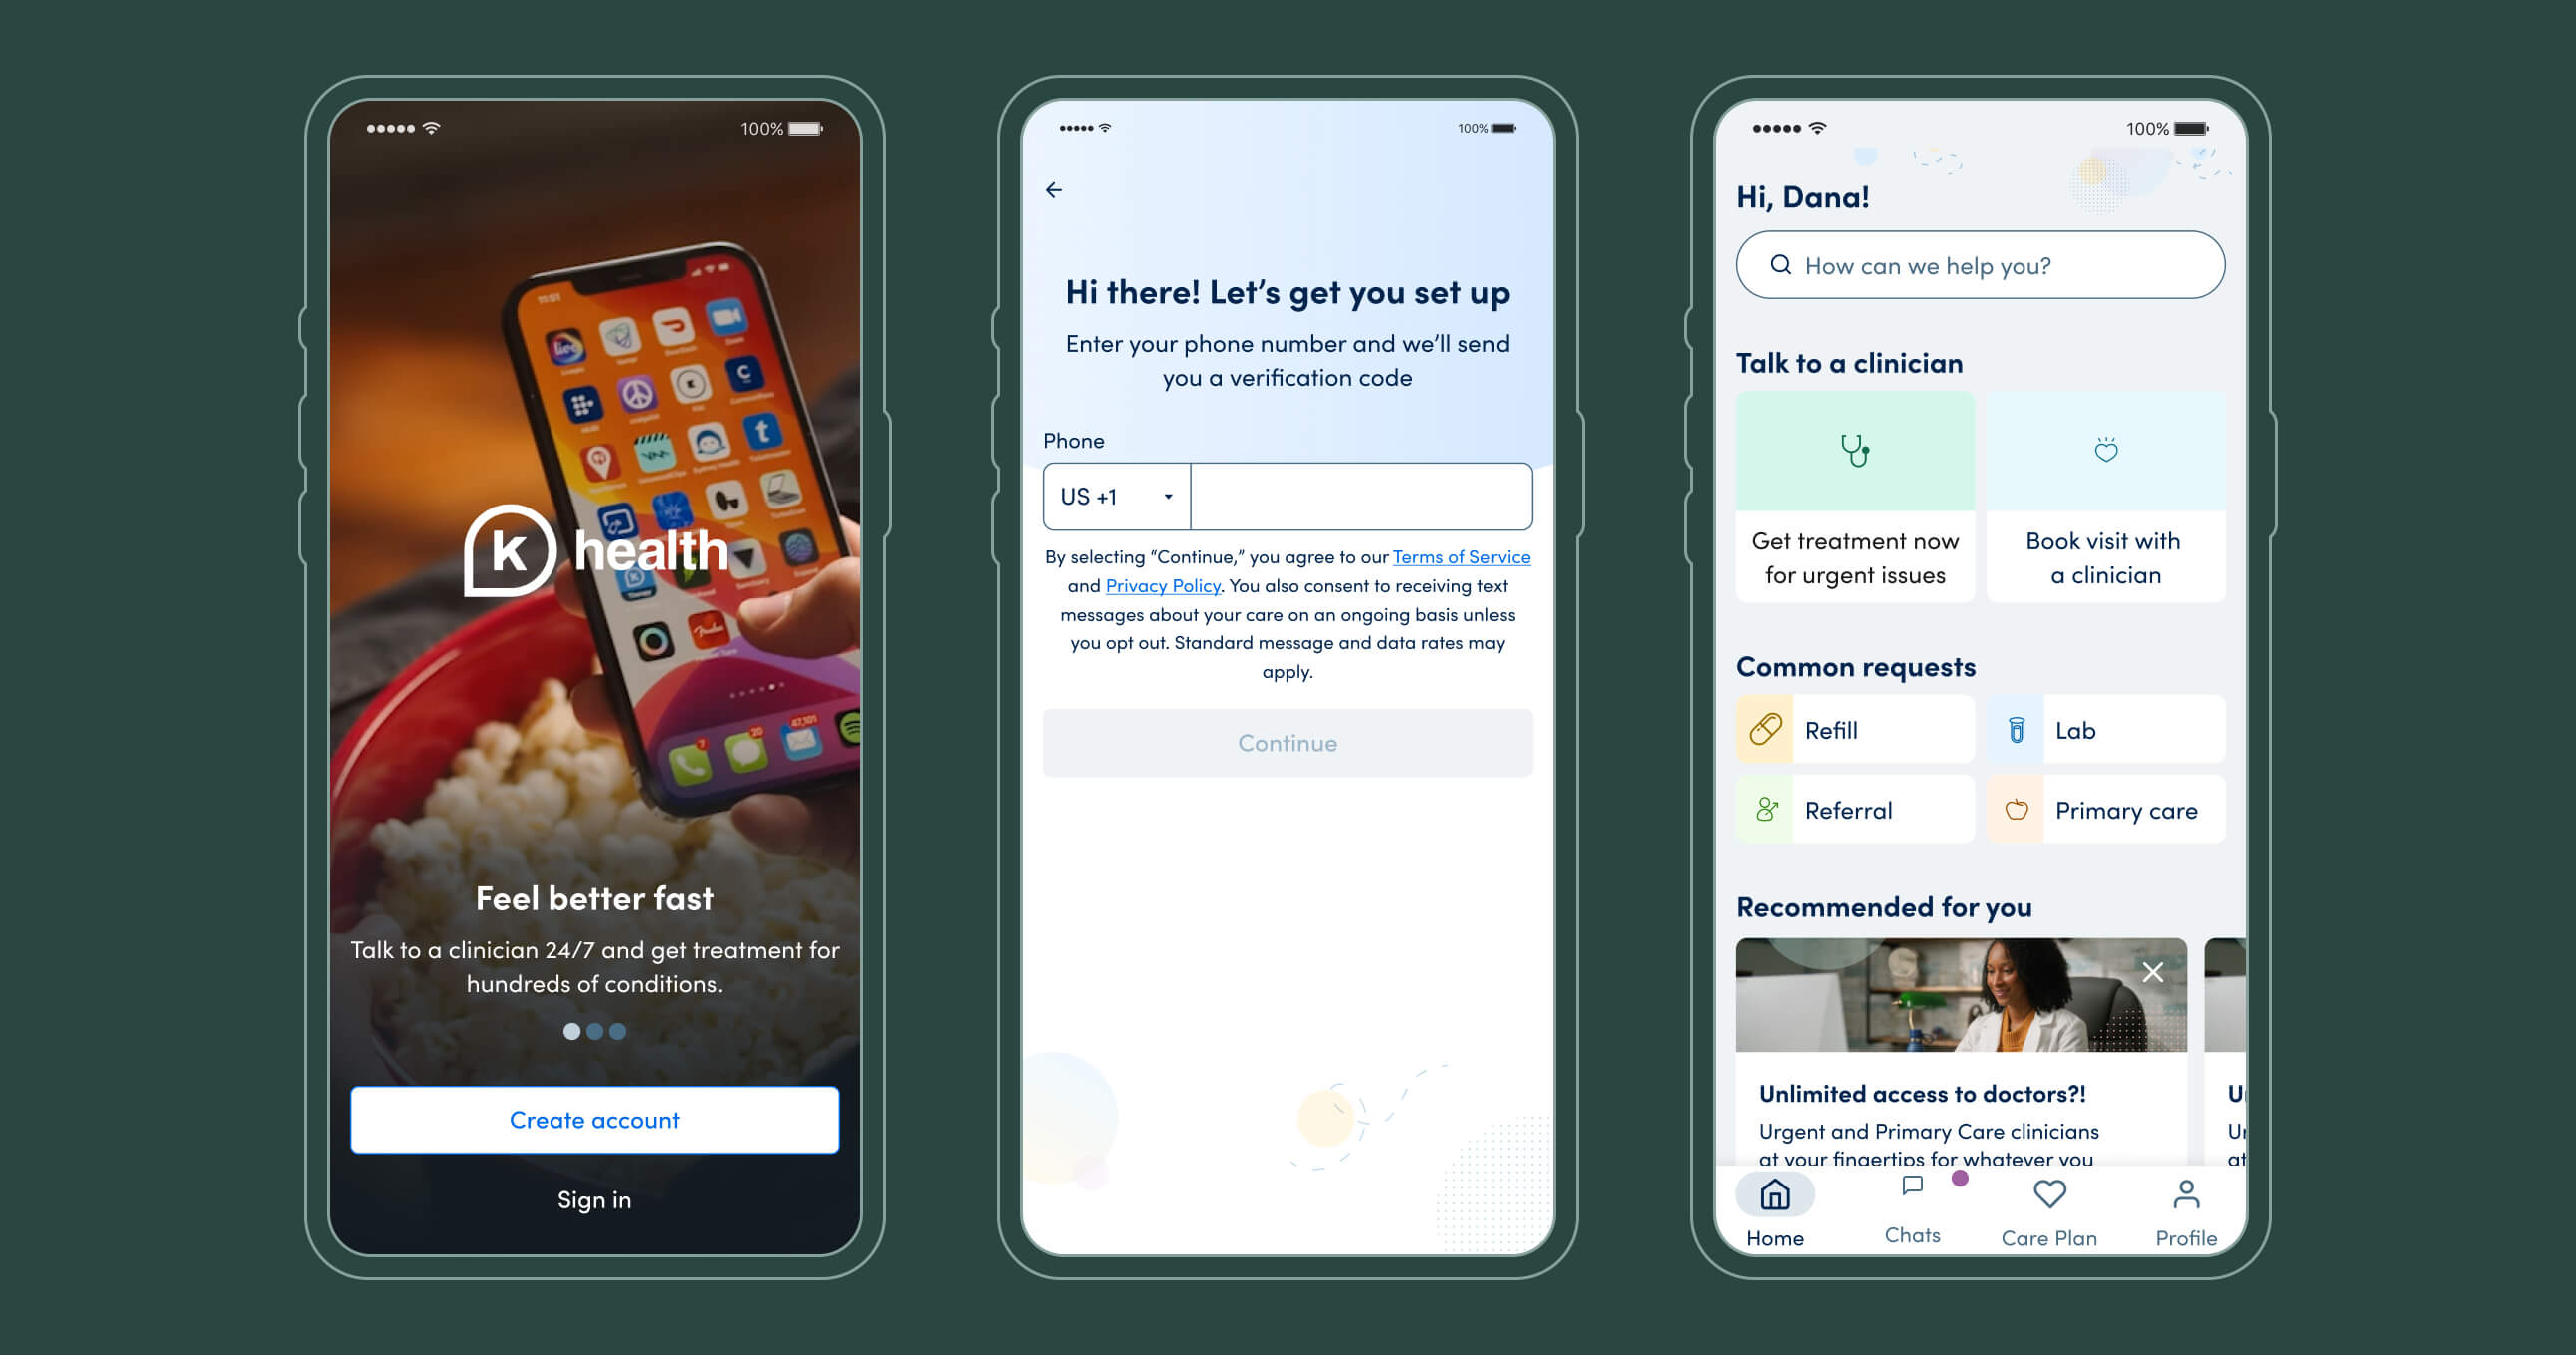 100%
K health
Feel better fast
Talk to a clinician 24/7 and get treatment for
hundreds of conditions.
Create account
Sign in
100%
Hi there! Let’s get you set up
Enter your phone number and we’ll send
you a verification code
Phone
US +1
By selecting “Continue,” you agree to our Terms of Service
and Privacy Policy. You also consent to receiving text
messages about your care on an ongoing basis unless
you opt out. Standard message and data rates may
apply.
Continue
100%
Hi, Dana!
How can we help you?
Talk to a clinician
Get treatment now
for urgent issues
Book visit with
a clinician
Common requests
Refill
Lab
Referral
Primary care
Recommended for you
Unlimited access to doctors?!
Urgent and Primary Care clinicians
at your fingertips for whatever you
Home
Chats
Care Plan
Profile